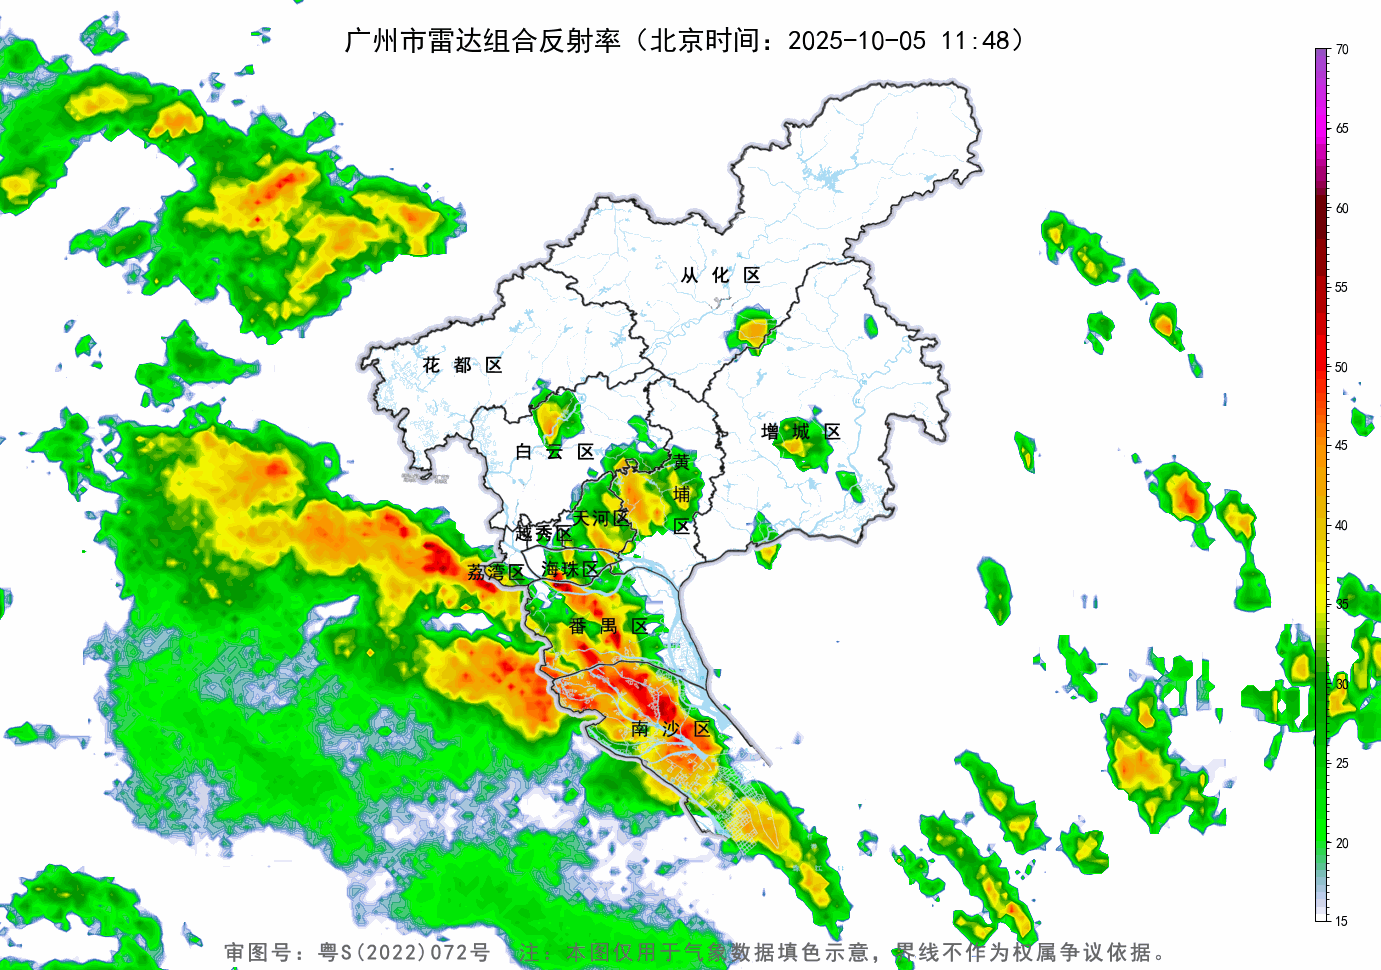 广州市雷达组合反射率（北京时间：2025-10-05 11:48）
70
65
60
55
50
45
40
35
30
25
20
15
从化区
花都区
增城区
白云区
黄埔区
天河区
越秀区
荔湾区
海珠区
番禺区
南沙区
审图号：粤S(2022)072号 注：本图仅用于气象数据填色示意，界线不作为权属争议依据。